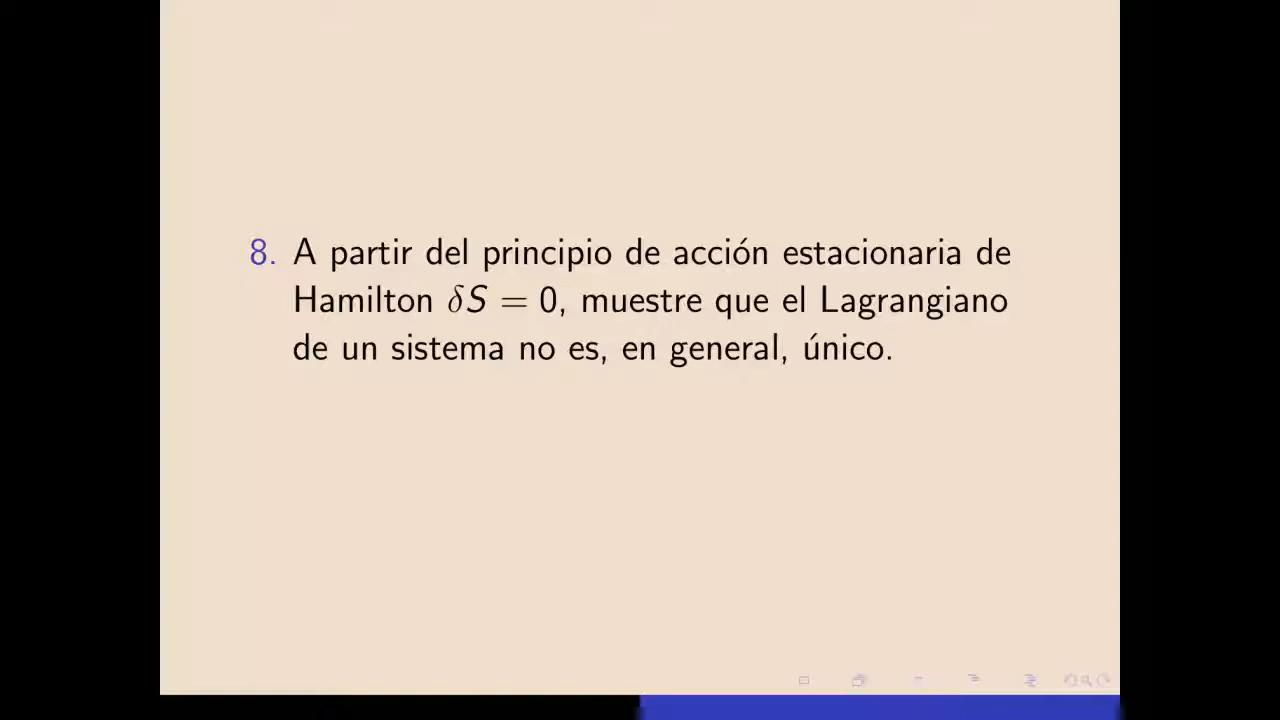 8. A partir del principio de acción estacionaria de
Hamilton δS = 0, muestre que el Lagrangiano
de un sistema no es, en general, único.